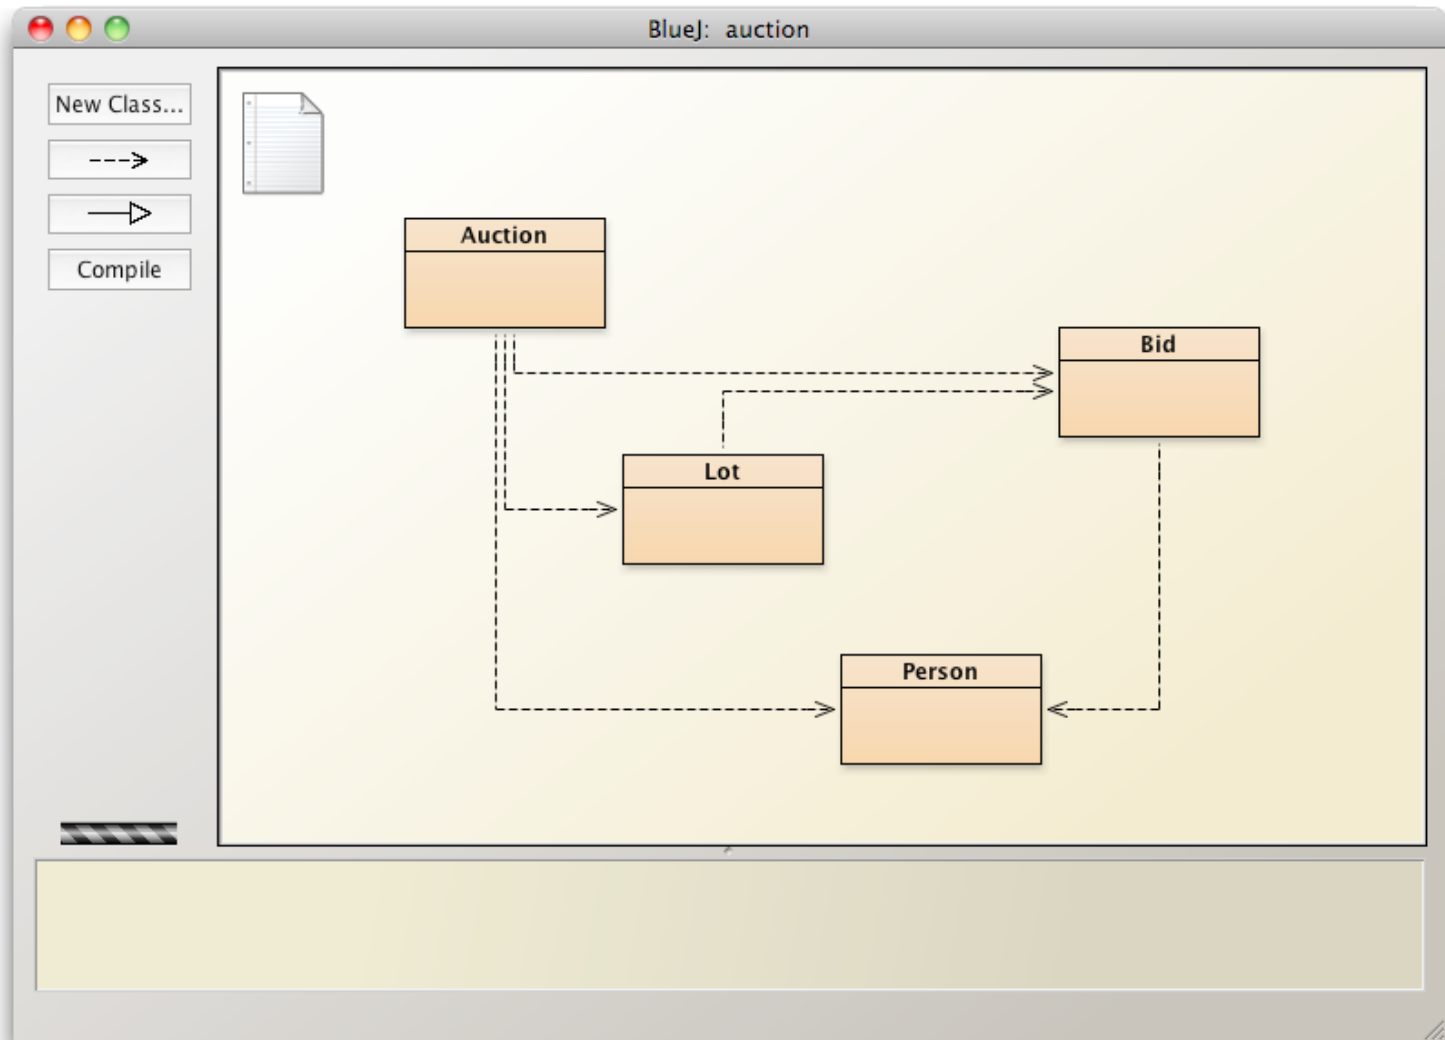 BlueJ: auction
New Class...
Compile
Auction
Bid
Lot
Person